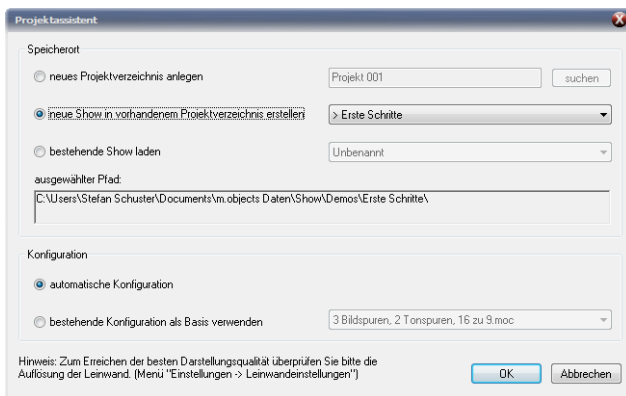 Projektassistent
Speicherort
neues Projektverzeichnis anlegen
Projekt 001
suchen
neue Show in vorhandenem Projektverzeichnis erstellen
> Erste Schritte
bestehende Show laden
Unbenannt
ausgewählter Pfad:
C:\Users\Stefan Schuster\Documents\m.objects Daten\Show\Demos\Erste Schritte\
Konfiguration
automatische Konfiguration
bestehende Konfiguration als Basis verwenden
3 Bildspuren, 2 Tonspuren, 16 zu 9.moc
Hinweis: Zum Erreichen der besten Darstellungsqualität überprüfen Sie bitte die
Auflösung der Leinwand. (Menü "Einstellungen -> Leinwandeinstellungen")
OK
Abbrechen